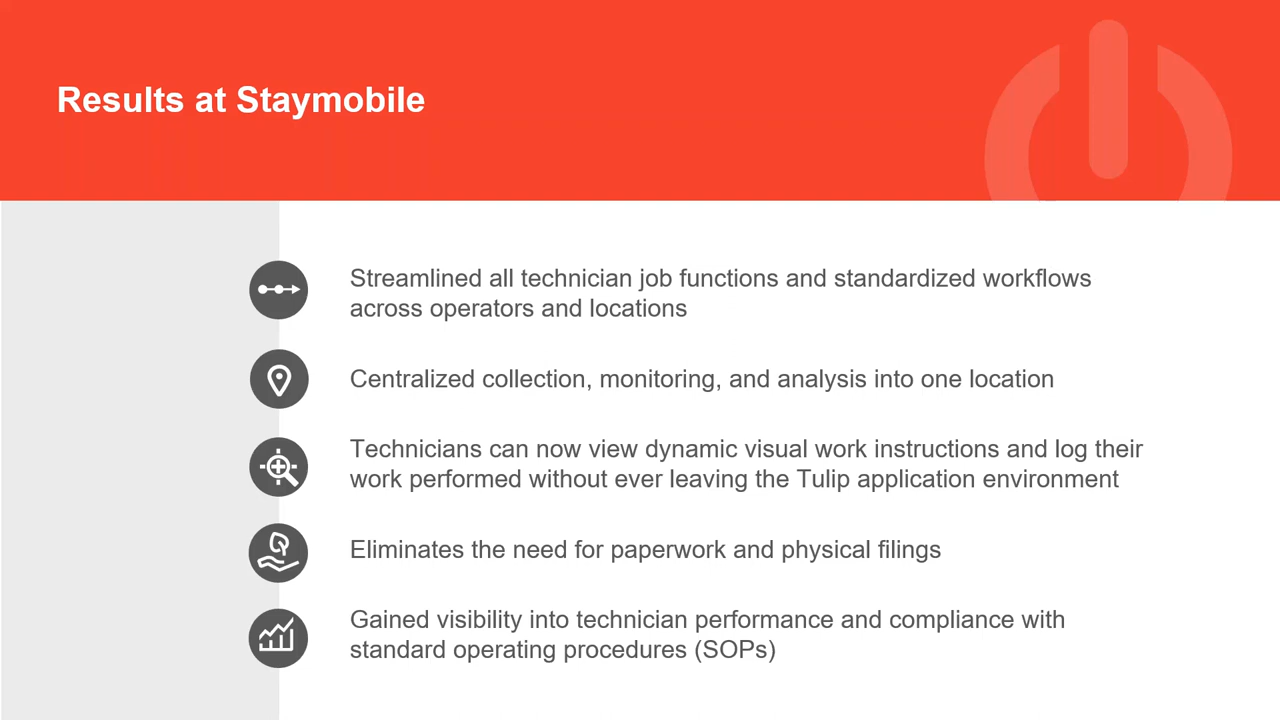 Results at Staymobile
Streamlined all technician job functions and standardized workflows
across operators and locations
Centralized collection, monitoring, and analysis into one location
Technicians can now view dynamic visual work instructions and log their
work performed without ever leaving the Tulip application environment
Eliminates the need for paperwork and physical filings
Gained visibility into technician performance and compliance with
standard operating procedures (SOPs)